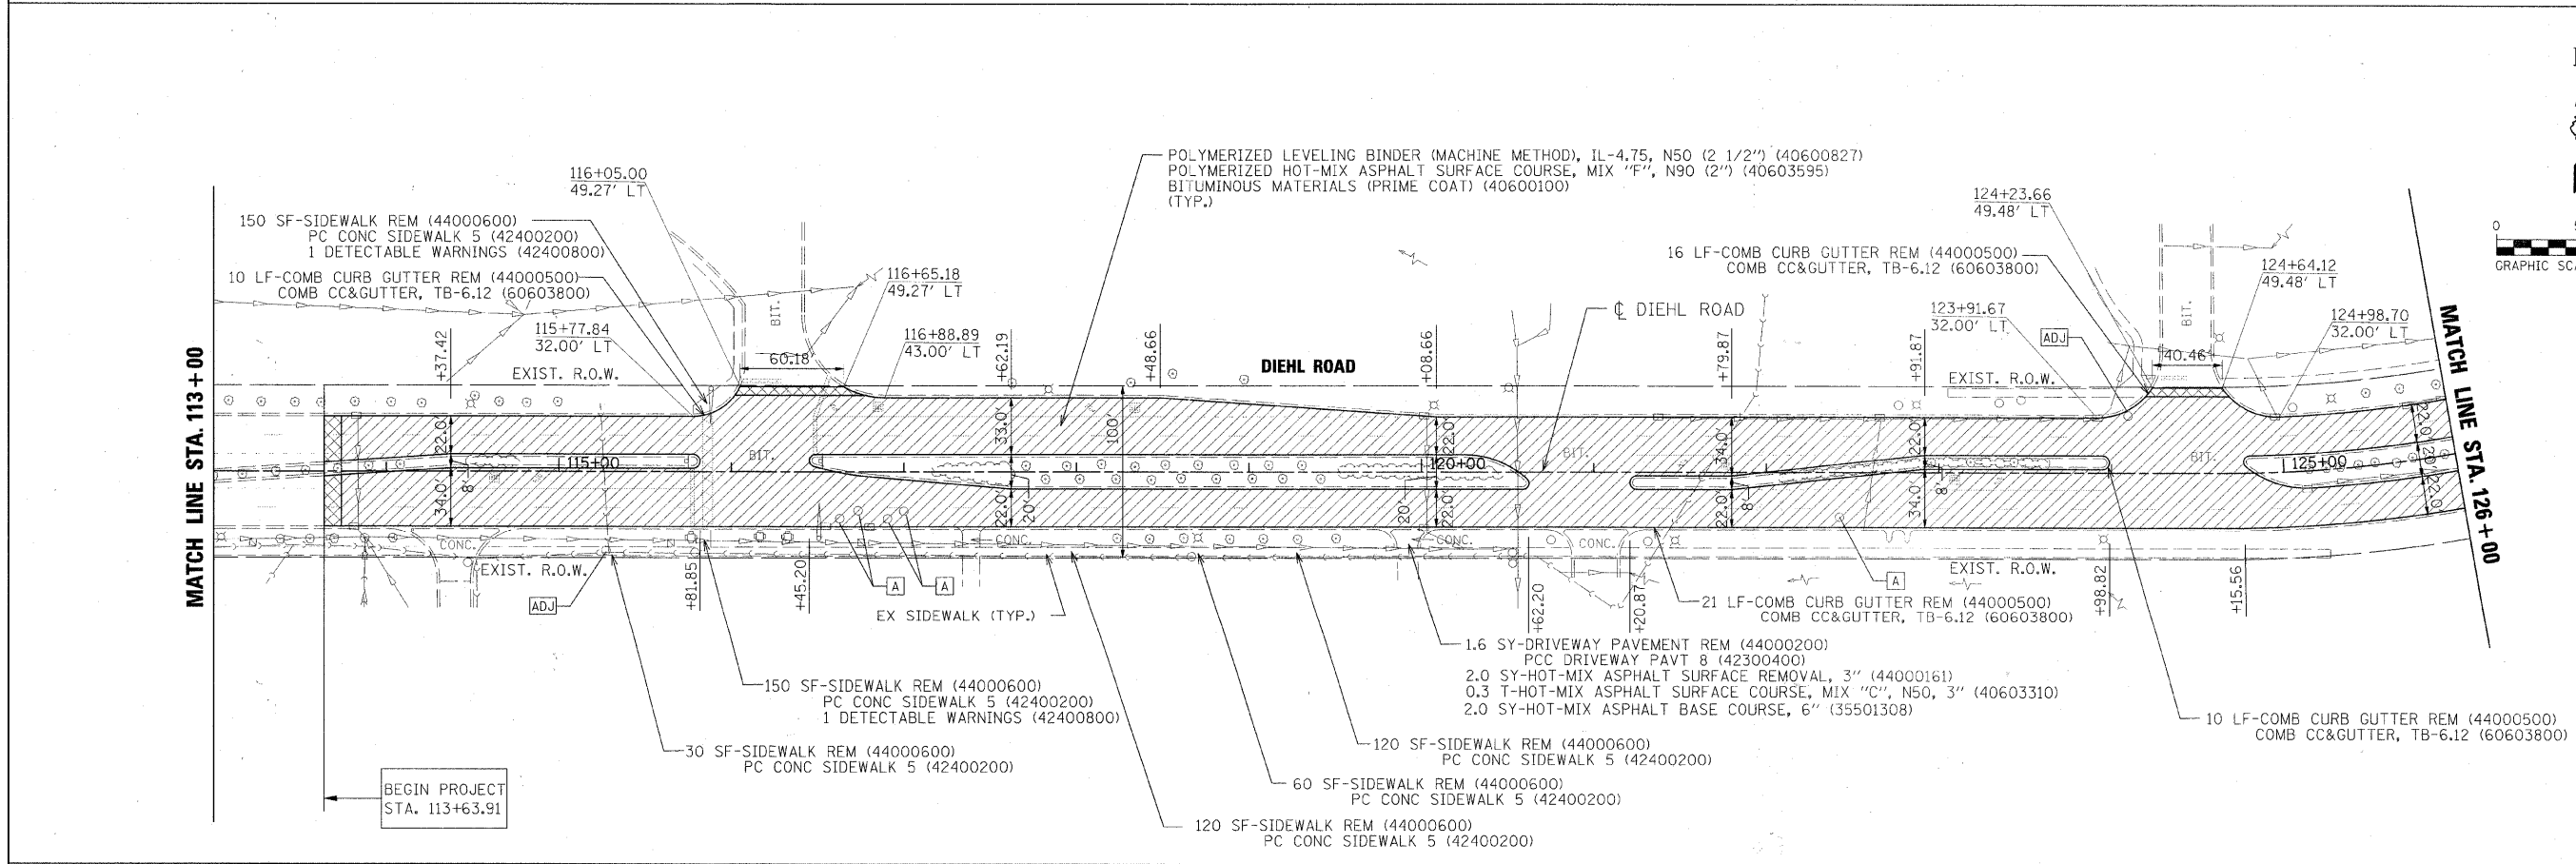 POLYMERIZED LEVELING BINDER (MACHINE METHOD), IL-4.75, N50 (2 1/2") (40600827)
POLYMERIZED HOT-MIX ASPHALT SURFACE COURSE, MIX "F", N90 (2") (40603595)
BITUMINOUS MATERIALS (PRIME COAT) (40600100)
(TYP.)
116+05.00
49.27' LT
150 SF-SIDEWALK REM (44000600)
PC CONC SIDEWALK 5 (42400200)
1 DETECTABLE WARNINGS (42400800)
10 LF-COMB CURB GUTTER REM (44000500)
COMB CC&GUTTER, TB-6.12 (60603800)
115+77.84
32.00' LT
116+65.18
49.27' LT
116+88.89
43.00' LT
124+23.66
49.48' LT
16 LF-COMB CURB GUTTER REM (44000500)
COMB CC&GUTTER, TB-6.12 (60603800)
124+64.12
49.48' LT
123+91.67
32.00' LT
124+98.70
32.00' LT
0
GRAPHIC SCA
MATCH LINE STA. 113+00
MATCH LINE STA. 126+00
+37.42
EXIST. R.O.W.
BIT.
60.18'
+62.19
+48.66
DIEHL ROAD
+08.66
℄ DIEHL ROAD
+79.87
+91.87
ADJ
EXIST. R.O.W.
BIT.
40.46'
22.0'
34.0'
8'
115+00
BIT.
33.0'
22.0'
20'
100'
120+00
22.0'
20'
22.0'
BIT.
34.0'
22.0'
8'
22.0'
34.0'
8'
BIT.
125+00
22.0'
20'
22.0'
CONC.
EXIST. R.O.W.
ADJ
+81.85
+45.20
A
A
CONC.
EX SIDEWALK (TYP.)
CONC.
CONC.
+62.20
+20.87
A
EXIST. R.O.W.
+98.82
+15.56
21 LF-COMB CURB GUTTER REM (44000500)
COMB CC&GUTTER, TB-6.12 (60603800)
1.6 SY-DRIVEWAY PAVEMENT REM (44000200)
PCC DRIVEWAY PAVT 8 (42300400)
2.0 SY-HOT-MIX ASPHALT SURFACE REMOVAL, 3" (44000161)
0.3 T-HOT-MIX ASPHALT SURFACE COURSE, MIX "C", N50, 3" (40603310)
2.0 SY-HOT-MIX ASPHALT BASE COURSE, 6" (35501308)
150 SF-SIDEWALK REM (44000600)
PC CONC SIDEWALK 5 (42400200)
1 DETECTABLE WARNINGS (42400800)
10 LF-COMB CURB GUTTER REM (44000500)
COMB CC&GUTTER, TB-6.12 (60603800)
30 SF-SIDEWALK REM (44000600)
PC CONC SIDEWALK 5 (42400200)
120 SF-SIDEWALK REM (44000600)
PC CONC SIDEWALK 5 (42400200)
60 SF-SIDEWALK REM (44000600)
PC CONC SIDEWALK 5 (42400200)
120 SF-SIDEWALK REM (44000600)
PC CONC SIDEWALK 5 (42400200)
BEGIN PROJECT
STA. 113+63.91